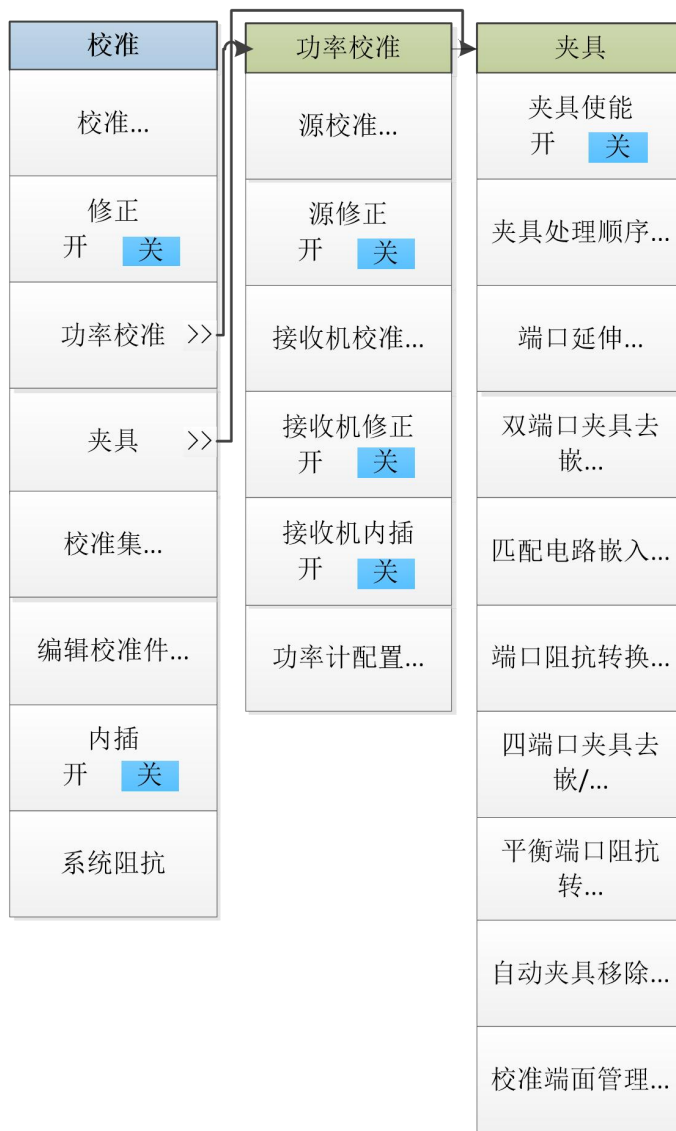 校准
校准...
修正
开 关
功率校准 >>
夹具 >>
校准集...
编辑校准件...
内插
开 关
系统阻抗
功率校准
源校准...
源修正
开 关
接收机校准...
接收机修正
开 关
接收机内插
开 关
功率计配置...
夹具
夹具使能
开 关
夹具处理顺序...
端口延伸...
双端口夹具去
嵌...
匹配电路嵌入...
端口阻抗转换...
四端口夹具去
嵌/...
平衡端口阻抗
转...
自动夹具移除...
校准端面管理...